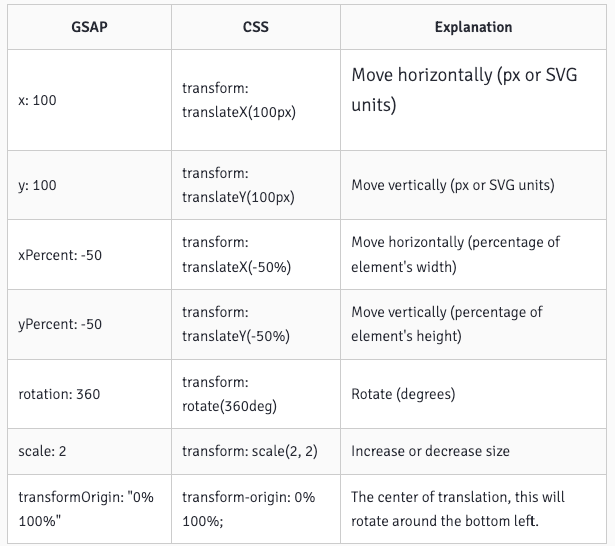 GSAP CSS Explanation
x: 100
transform:
translateX(100px)
Move horizontally (px or SVG
units)
y: 100
transform:
translateY(100px)
Move vertically (px or SVG units)
xPercent: -50
transform:
translateX(-50%)
Move horizontally (percentage of
element's width)
yPercent: -50
transform:
translateY(-50%)
Move vertically (percentage of
element's height)
rotation: 360
transform:
rotate(360deg)
Rotate (degrees)
scale: 2
transform: scale(2, 2)
Increase or decrease size
transformOrigin: "0%
100%"
transform-origin: 0%
100%;
The center of translation, this will
rotate around the bottom left.